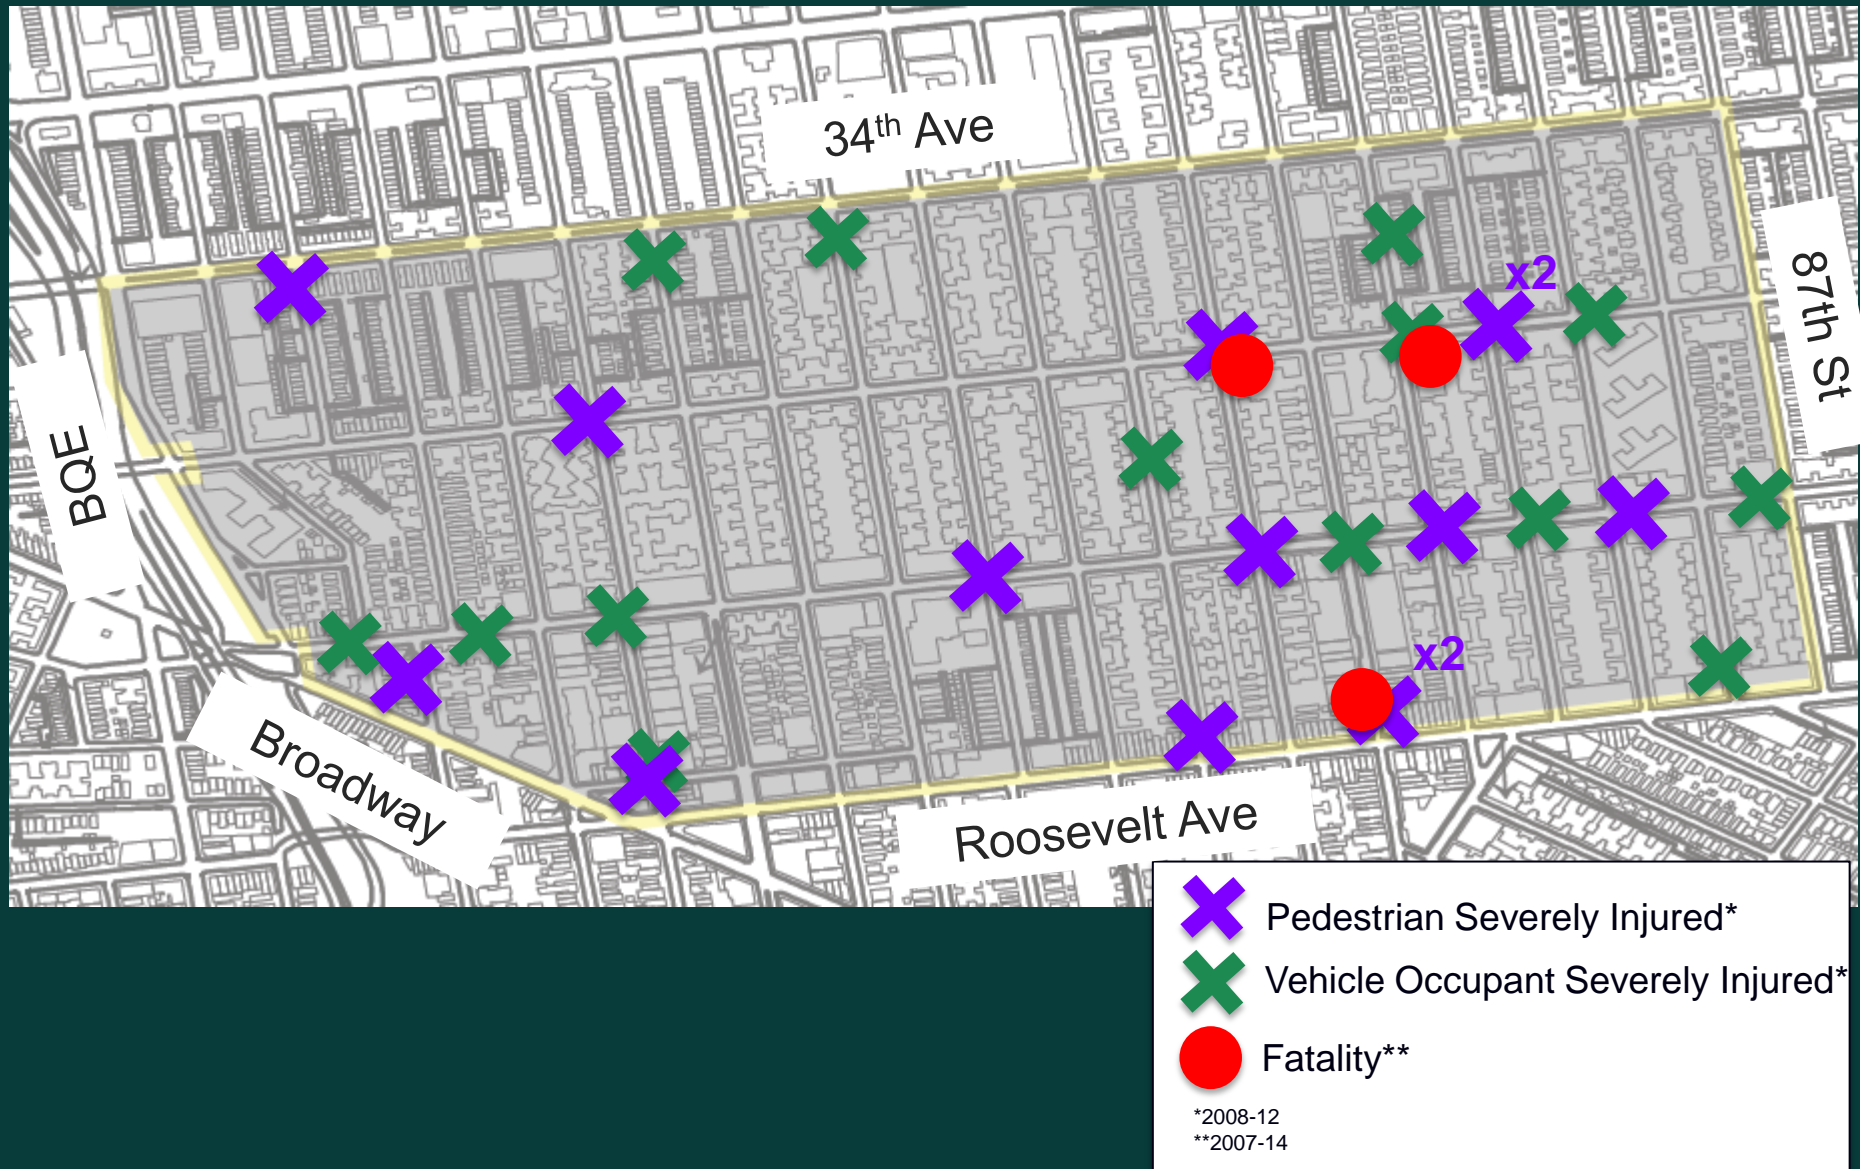 34th Ave
x2
87th St
BQE
x2
Broadway
Roosevelt Ave
Pedestrian Severely Injured*
Vehicle Occupant Severely Injured*
Fatality**
*2008-12
**2007-14